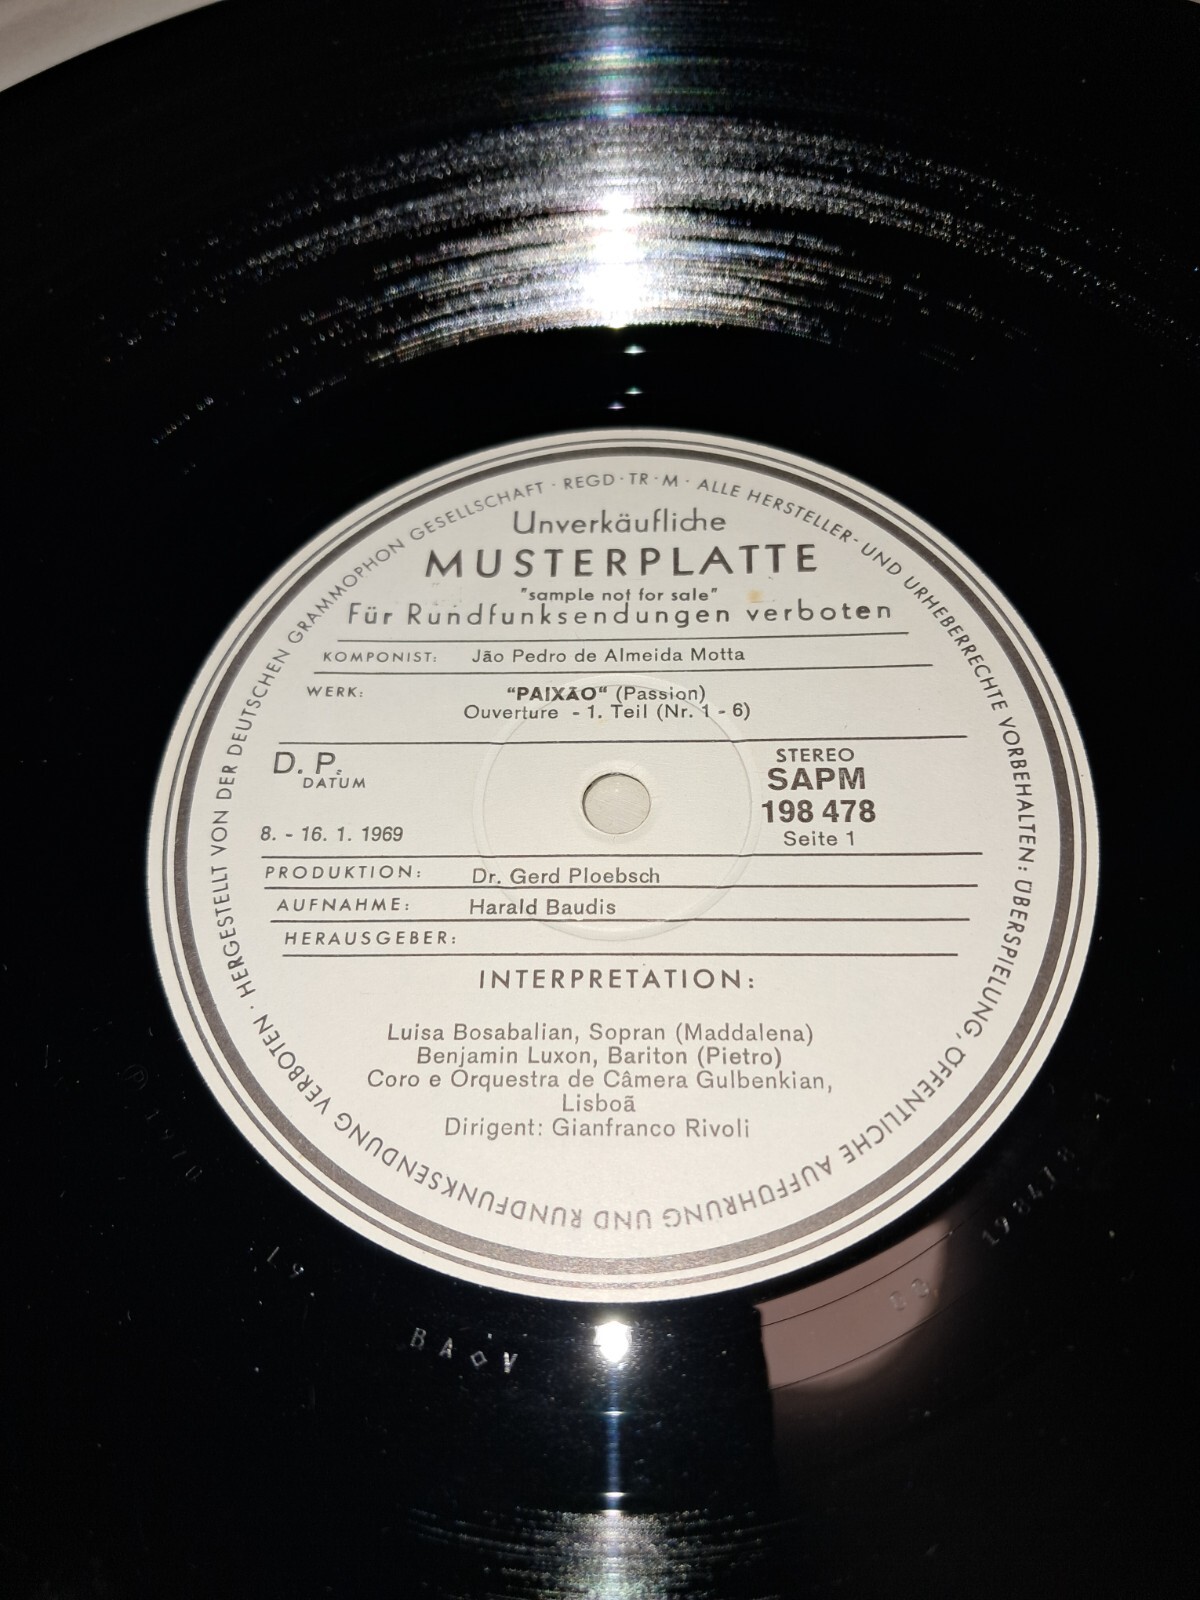 HERGESTELLT VON DER DEUTSCHEN GRAMMOPHON GESELLSCHAFT · REGD·TR·M· ALLE HERSTELLER- UND URHEBERRECHTE VORBEHALTEN: ÜBERSPIELUNG, ÖFFENTLICHE AUFFÜHRUNG UND RUNDFUNKSENDUNG VERBOTEN ·
Unverkäufliche
MUSTERPLATTE
"sample not for sale"
Für Rundfunksendungen verboten
KOMPONIST: Jão Pedro de Almeida Motta
WERK: “PAIXÃO“ (Passion)
Ouverture - 1. Teil (Nr. 1 - 6)
D. P.
DATUM
8. - 16. 1. 1969
STEREO
SAPM
198 478
Seite 1
PRODUKTION: Dr. Gerd Ploebsch
AUFNAHME: Harald Baudis
HERAUSGEBER:
INTERPRETATION:
Luisa Bosabalian, Sopran (Maddalena)
Benjamin Luxon, Bariton (Pietro)
Coro e Orquestra de Câmera Gulbenkian,
Lisboã
Dirigent: Gianfranco Rivoli
BA◇V